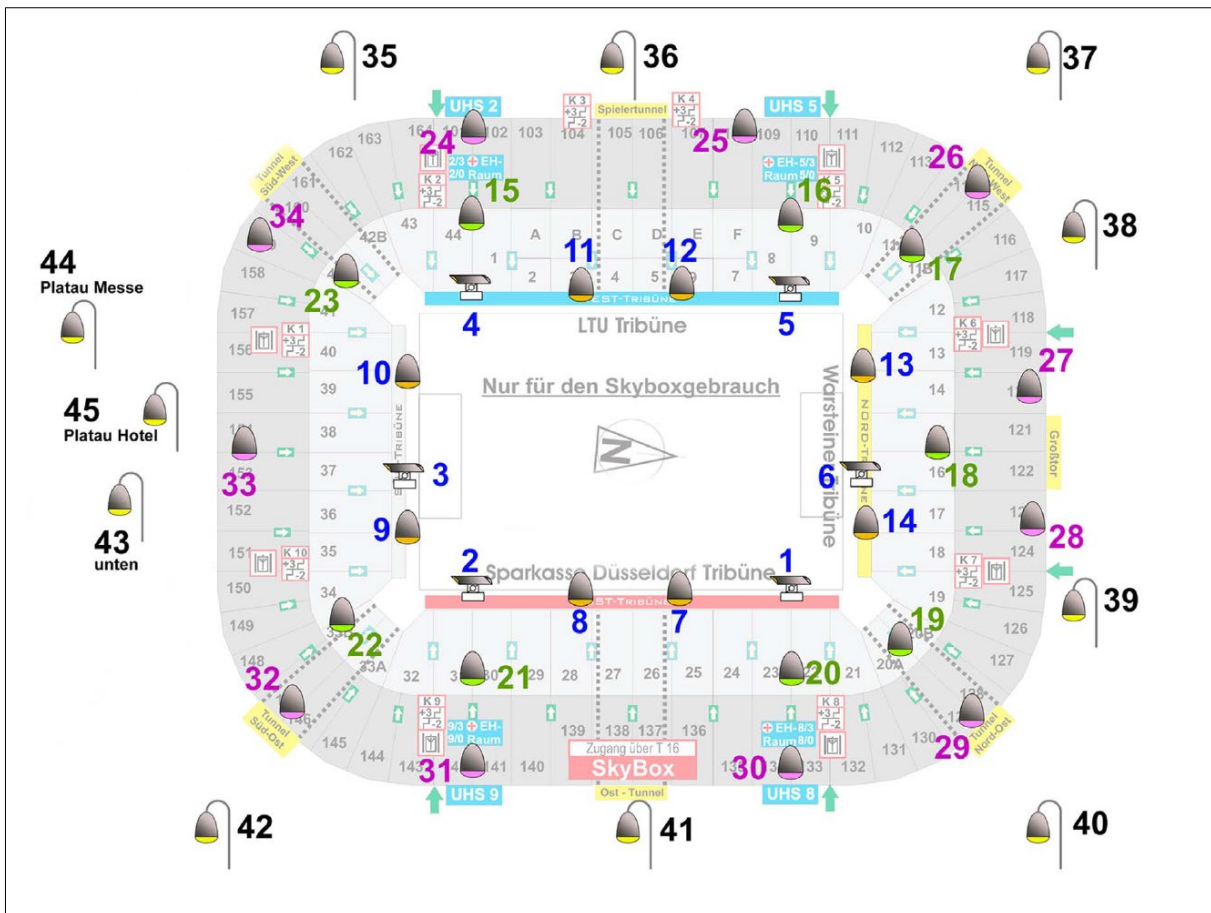 35
36
37
UHS 2
K 3
+3
-2
Spielertunnel
K 4
+3
-2
UHS 5
164
24
102
103
104
105
106
25
109
110
111
112
163
162
161
Tunnel
Süd-West
2/3 EH-
2/0 Raum
K 2
+3
-2
EH- 5/3
Raum 5/0
K 5
+3
-2
26
Tunnel
115
116
117
118
34
15
16
38
158
157
156
155
43
44
42B
A
B
C
D
E
F
9
10
11
12
17
1
2
4
5
7
8
23
44
Platau Messe
4
5
LTU Tribüne
K 1
+3
-2
K 6
+3
-2
119
27
40
39
38
37
36
35
34
10
13
12
13
14
16
17
18
19
Nur für den Skyboxgebrauch
Warsteiner Tribüne
NORD-TRIBÜNE
N
45
Platau Hotel
121
Großtor
122
33
3
6
18
152
151
150
149
148
9
14
28
124
125
126
127
43
unten
K 10
+3
-2
K 7
+3
-2
2
Sparkasse Düsseldorf Tribüne
1
8
7
39
22
33A
19
20A
32
29
28
27
26
25
24
23
21
21
20
32
Tunnel
Süd-Ost
K 9
+3
-2
9/3 EH-
9/0 Raum
139
138
137
136
EH- 8/3
Raum 8/0
K 8
+3
-2
29
Tunnel
Nord-Ost
145
144
31
141
140
Zugang über T 16
SkyBox
30
133
132
131
130
UHS 9
Ost - Tunnel
UHS 8
42
41
40